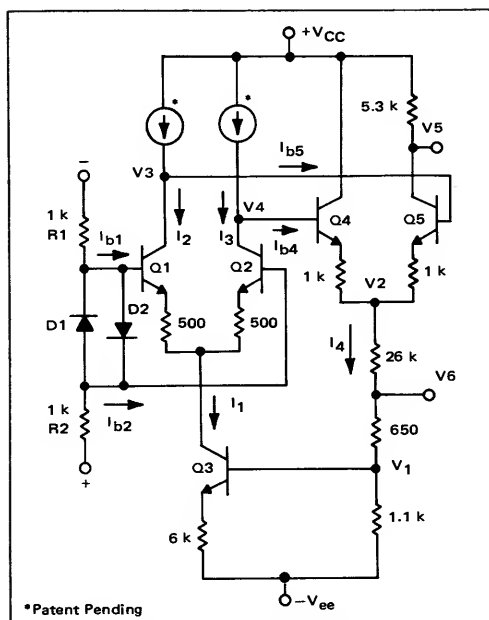 +VCC
*
*
5.3 k
V5
Ib5
V3
−
V4
1 k
R1
Ib1
I2
I3
Ib4
Q4
Q5
Q1
Q2
1 k
V2
1 k
D2
D1
500
500
I4
26 k
1 k
R2
Ib2
I1
V6
650
+
Q3
V1
6 k
1.1 k
*Patent Pending
−Vee